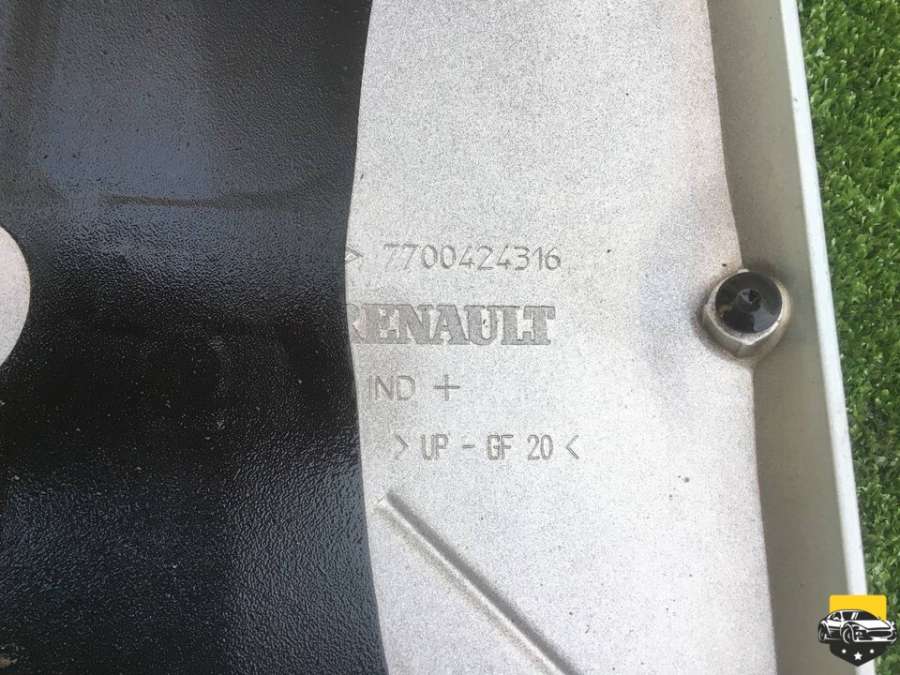 > 7700424316
RENAULT
IND +
> UP - GF 20 <